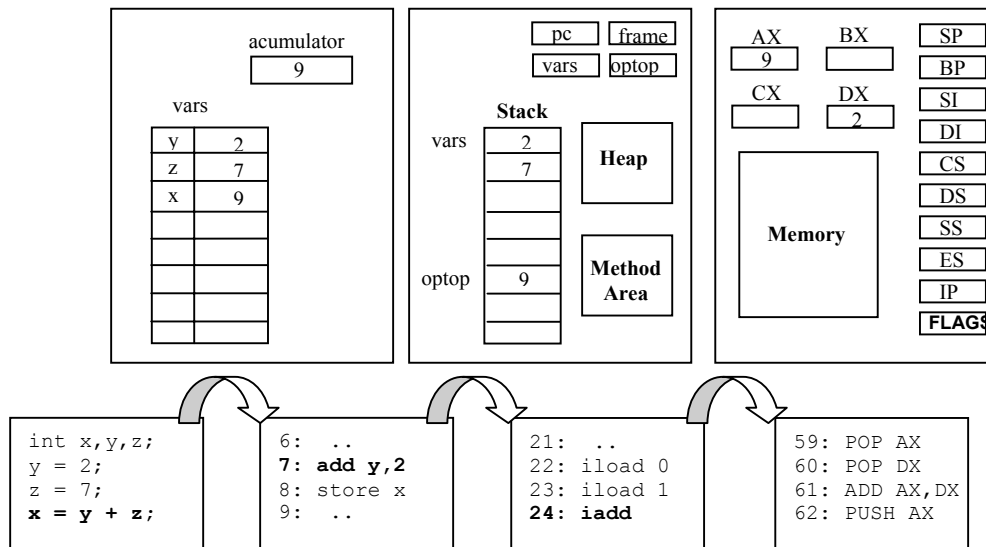 acumulator
9
vars
y 2
z 7
x 9
pc frame
vars optop
Stack
vars 2
7
optop 9
Heap
Method
Area
AX BX
9
CX DX
2
Memory
SP
BP
SI
DI
CS
DS
SS
ES
IP
FLAGS
int x,y,z;
y = 2;
z = 7;
x = y + z;
6: ..
7: add y,2
8: store x
9: ..
21: ..
22: iload 0
23: iload 1
24: iadd
59: POP AX
60: POP DX
61: ADD AX,DX
62: PUSH AX